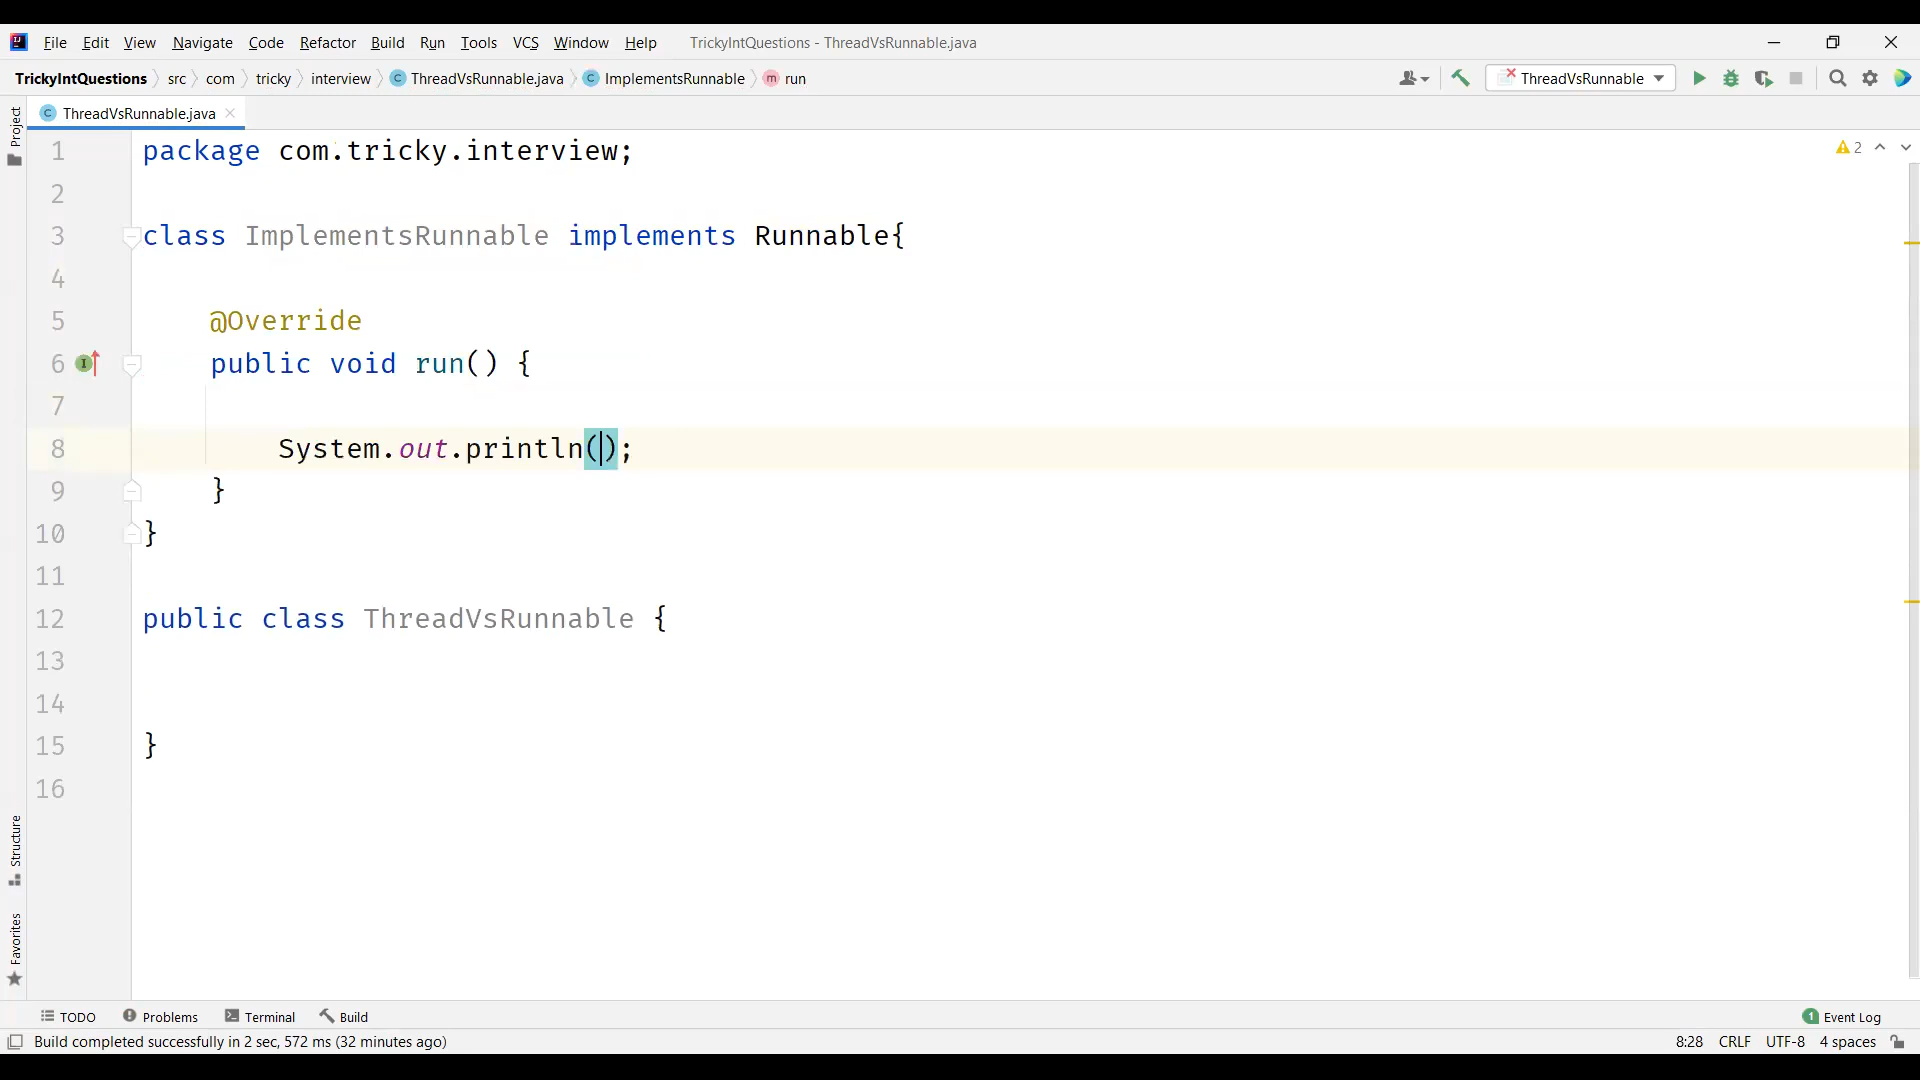 File Edit View Navigate Code Refactor Build Run Tools VCS Window Help TrickyIntQuestions - ThreadVsRunnable.java
TrickyIntQuestions src com tricky interview ThreadVsRunnable.java ImplementsRunnable run ThreadVsRunnable
ThreadVsRunnable.java
Project
1 package com.tricky.interview;
2
2
3 class ImplementsRunnable implements Runnable{
4
5 @Override
6 public void run() {
7
8 System.out.println();
9 }
10 }
11
12 public class ThreadVsRunnable {
13
14
15 }
16
Structure
Favorites
TODO Problems Terminal Build 1 Event Log
Build completed successfully in 2 sec, 572 ms (32 minutes ago) 8:28 CRLF UTF-8 4 spaces